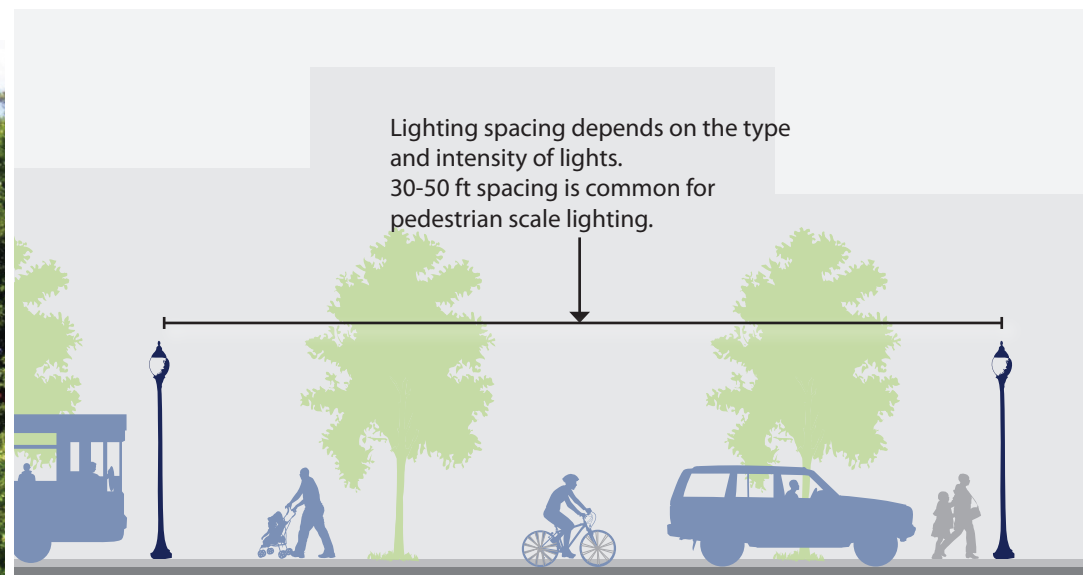 Lighting spacing depends on the type
and intensity of lights.
30-50 ft spacing is common for
pedestrian scale lighting.